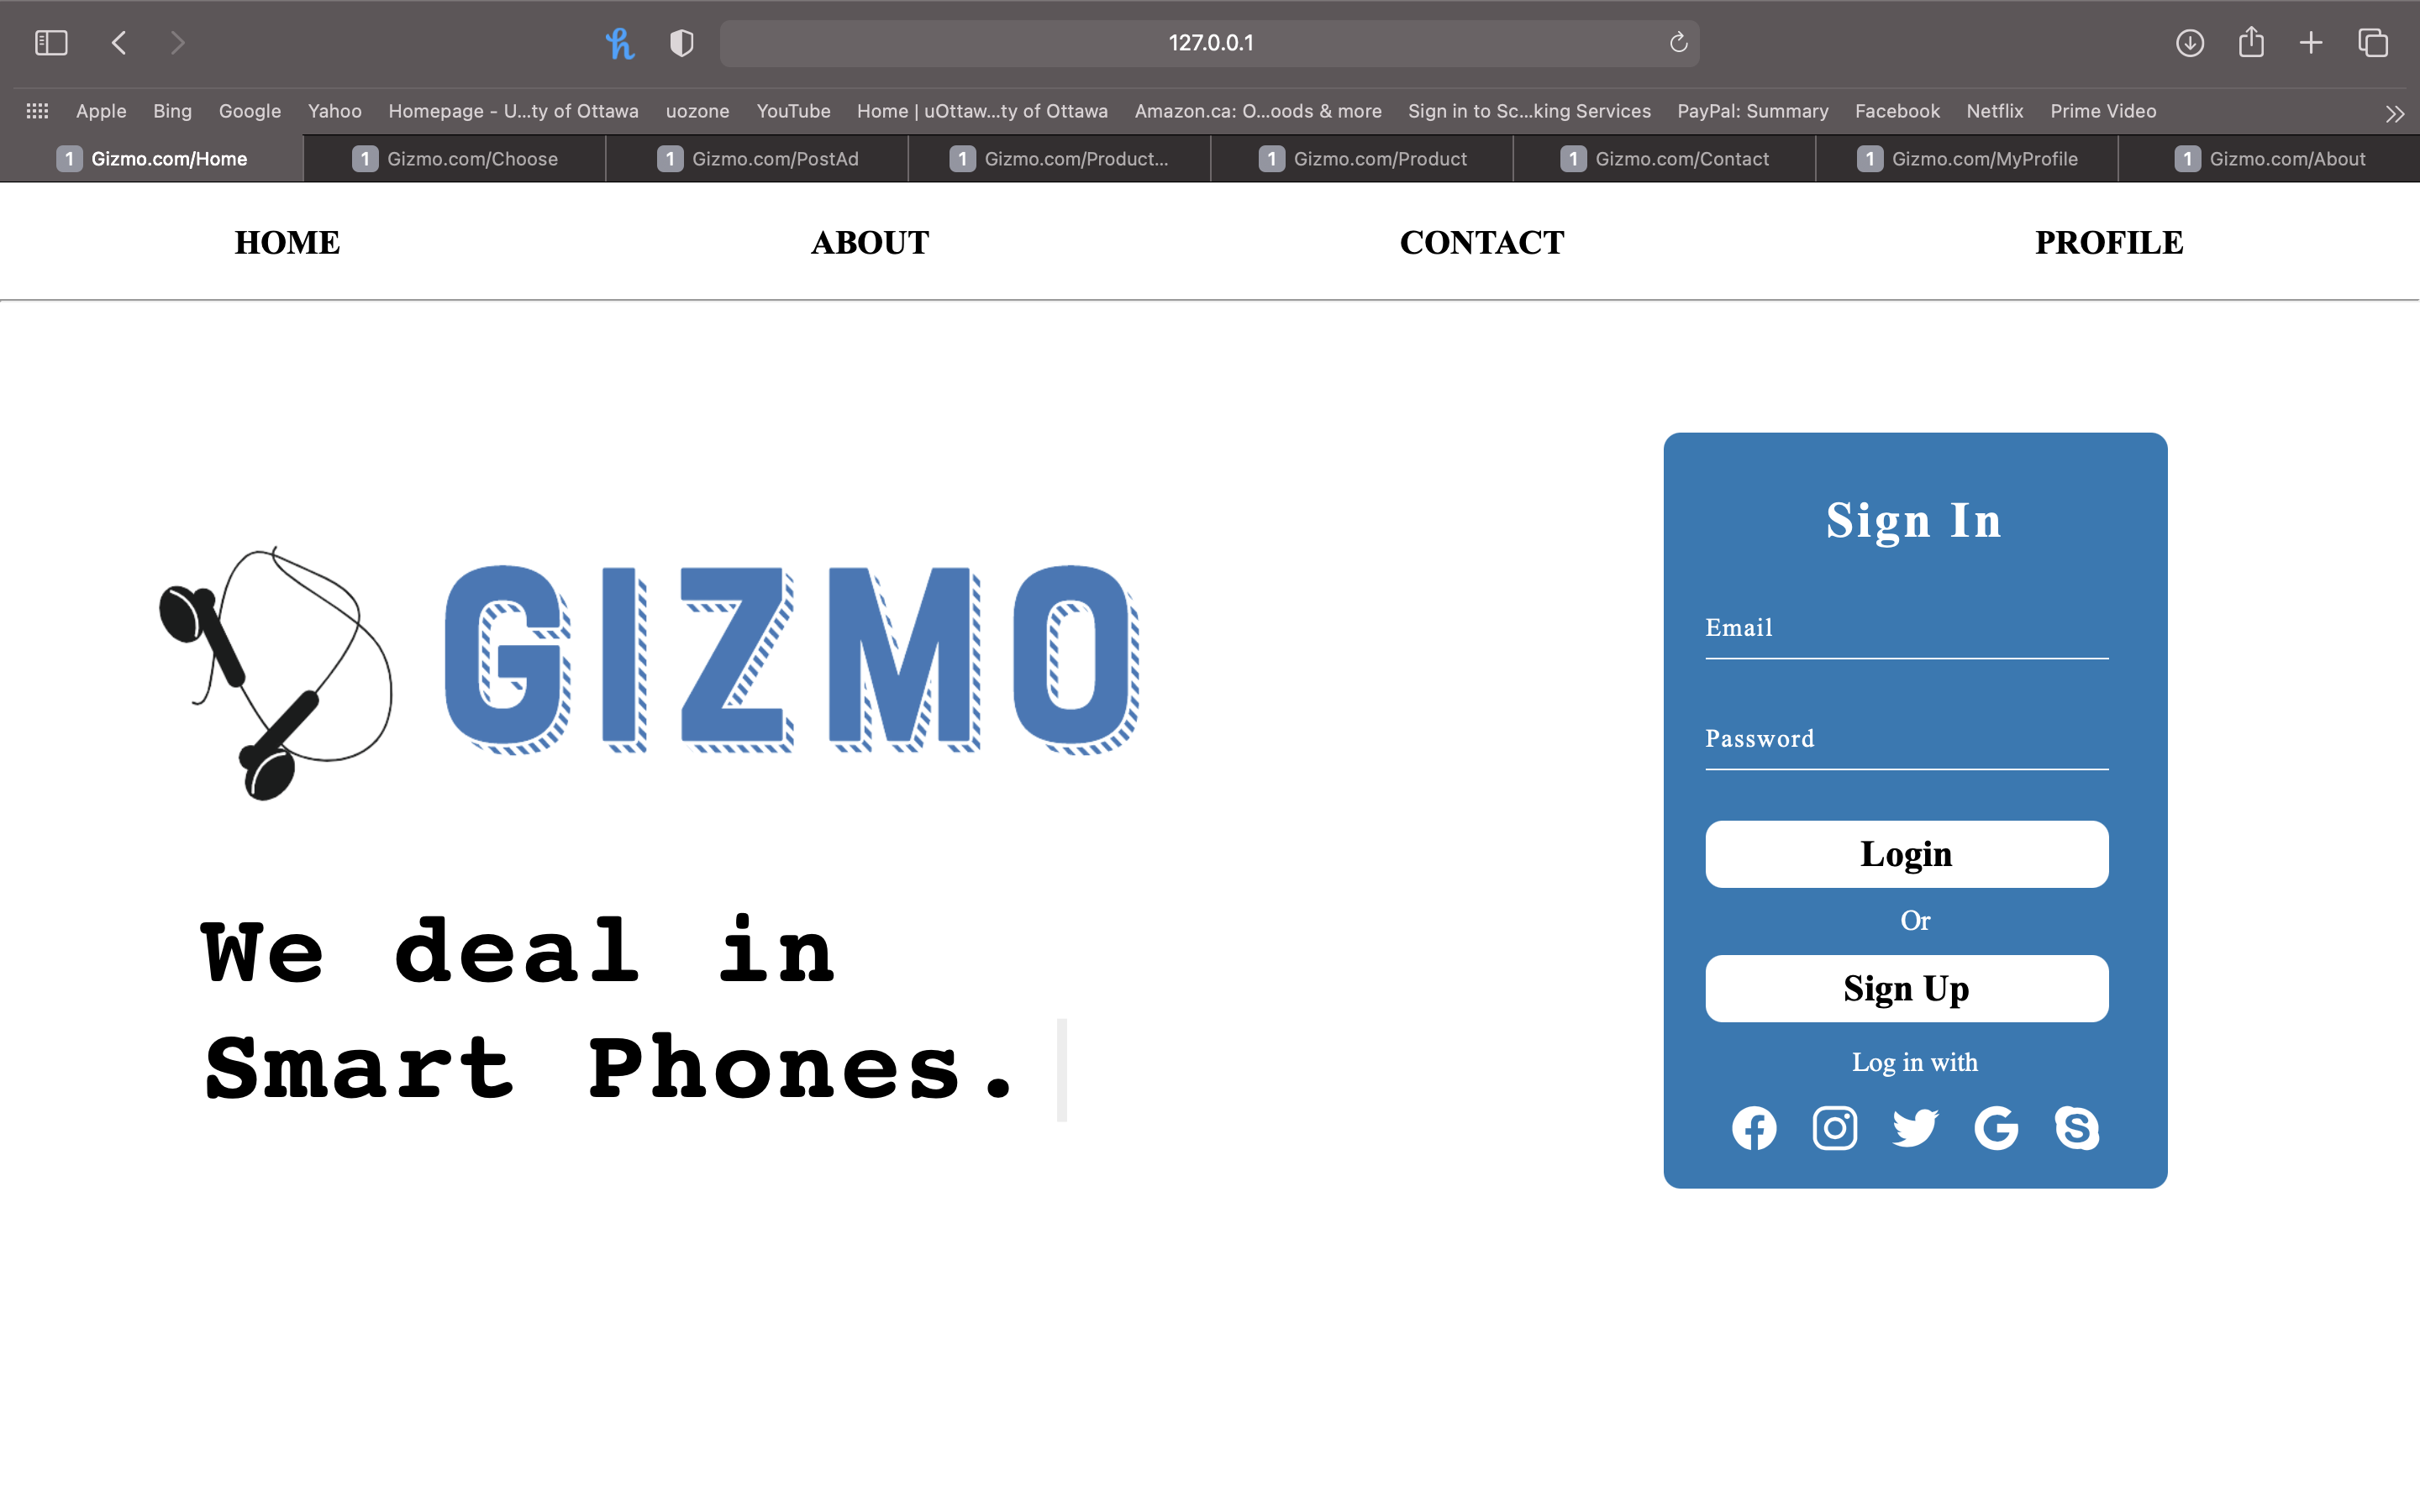 127.0.0.1
Apple Bing Google Yahoo Homepage - U...ty of Ottawa uozone YouTube Home | uOttaw...ty of Ottawa Amazon.ca: O...oods & more Sign in to Sc...king Services PayPal: Summary Facebook Netflix Prime Video
1 Gizmo.com/Home 1 Gizmo.com/Choose 1 Gizmo.com/PostAd 1 Gizmo.com/Product... 1 Gizmo.com/Product 1 Gizmo.com/Contact 1 Gizmo.com/MyProfile 1 Gizmo.com/About
HOME ABOUT CONTACT PROFILE
GIZMO
We deal in
Smart Phones.
Sign In
Email
Password
Login
Or
Sign Up
Log in with